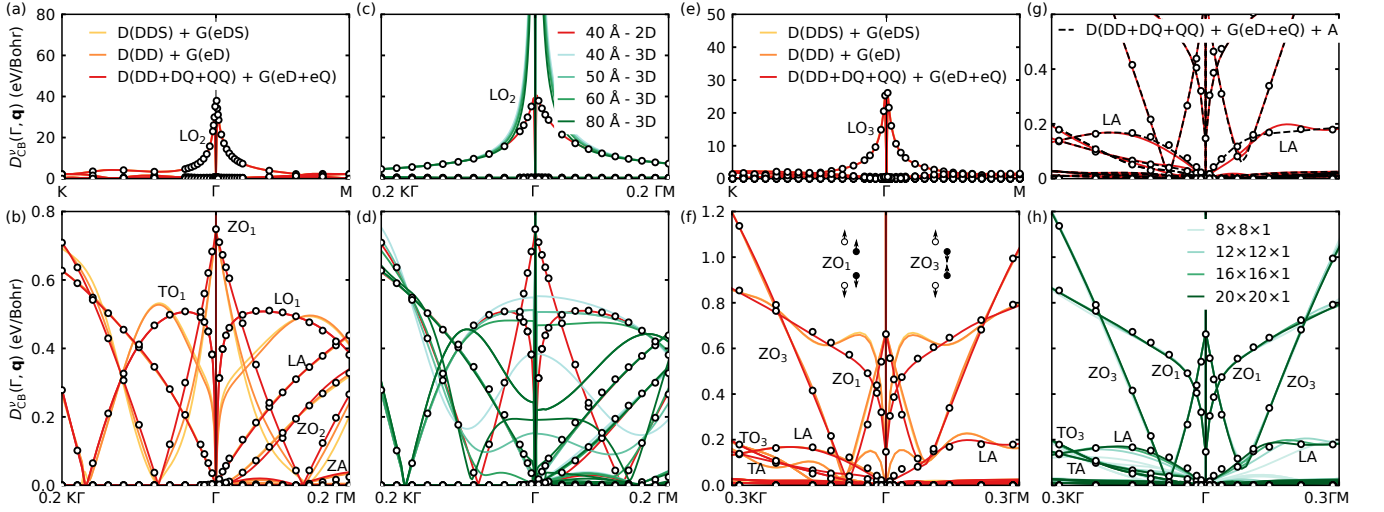 (a)
D^ν_CB(Γ, q) (eV/Bohr)
80
60
40
20
0
D(DDS) + G(eDS)
D(DD) + G(eD)
D(DD+DQ+QQ) + G(eD+eQ)
LO2
K
Γ
M
(c)
LO2
40 Å - 2D
40 Å - 3D
50 Å - 3D
60 Å - 3D
80 Å - 3D
0.2 KΓ
Γ
0.2 ΓM
(e)
50
40
30
20
10
0
D(DDS) + G(eDS)
D(DD) + G(eD)
D(DD+DQ+QQ) + G(eD+eQ)
LO3
K
Γ
M
(g)
D(DD+DQ+QQ) + G(eD+eQ) + A
0.4
0.2
0
LA
LA
(b)
D^ν_CB(Γ, q) (eV/Bohr)
0.8
0.6
0.4
0.2
0.0
ZO1
TO1
LO1
LA
ZO2
ZA
0.2 KΓ
Γ
0.2 ΓM
(d)
0.2 KΓ
Γ
0.2 ΓM
(f)
1.2
1.0
0.8
0.6
0.4
0.2
0.0
ZO1
ZO3
ZO3
ZO1
TO3
LA
TA
LA
0.3KΓ
Γ
0.3ΓM
(h)
8×8×1
12×12×1
16×16×1
20×20×1
ZO3
ZO1
ZO1
ZO3
TO3
LA
TA
LA
0.3KΓ
Γ
0.3ΓM